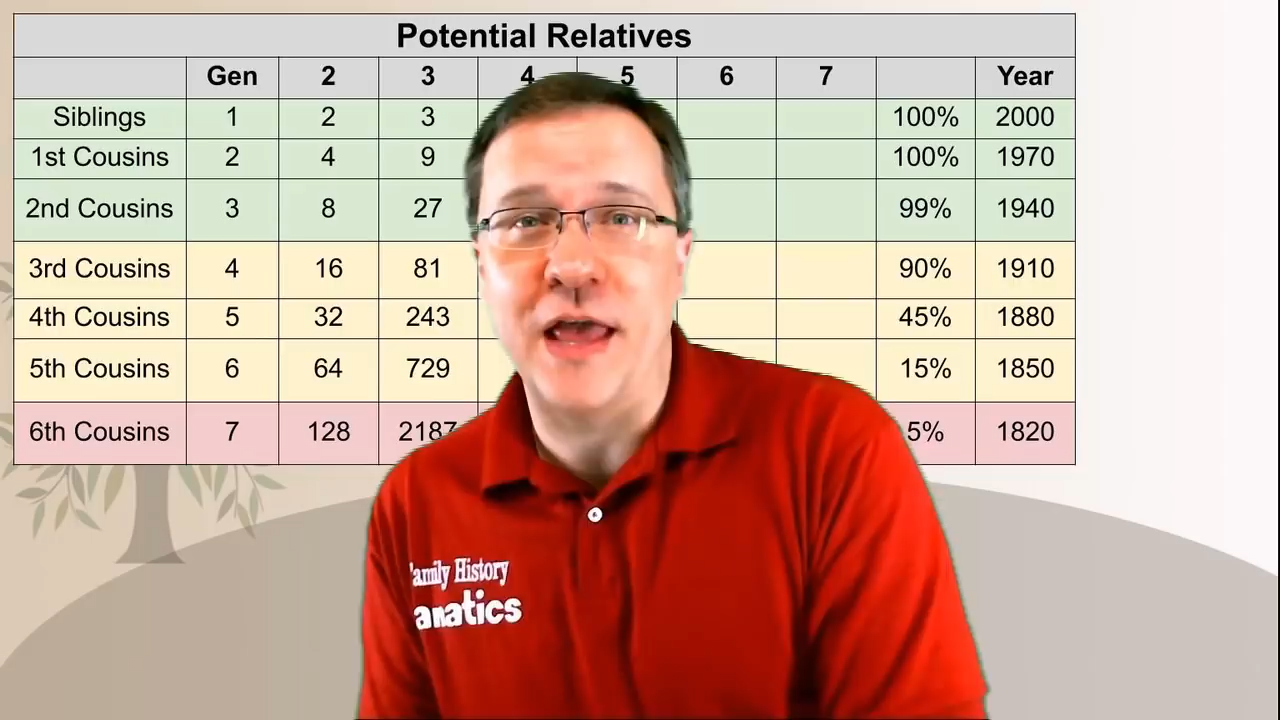 Potential Relatives
Gen 2 3 4 5 6 7 Year
Siblings 1 2 3 100% 2000
1st Cousins 2 4 9 100% 1970
2nd Cousins 3 8 27 99% 1940
3rd Cousins 4 16 81 90% 1910
4th Cousins 5 32 243 45% 1880
5th Cousins 6 64 729 15% 1850
6th Cousins 7 128 2187 5% 1820
amily History
anatics